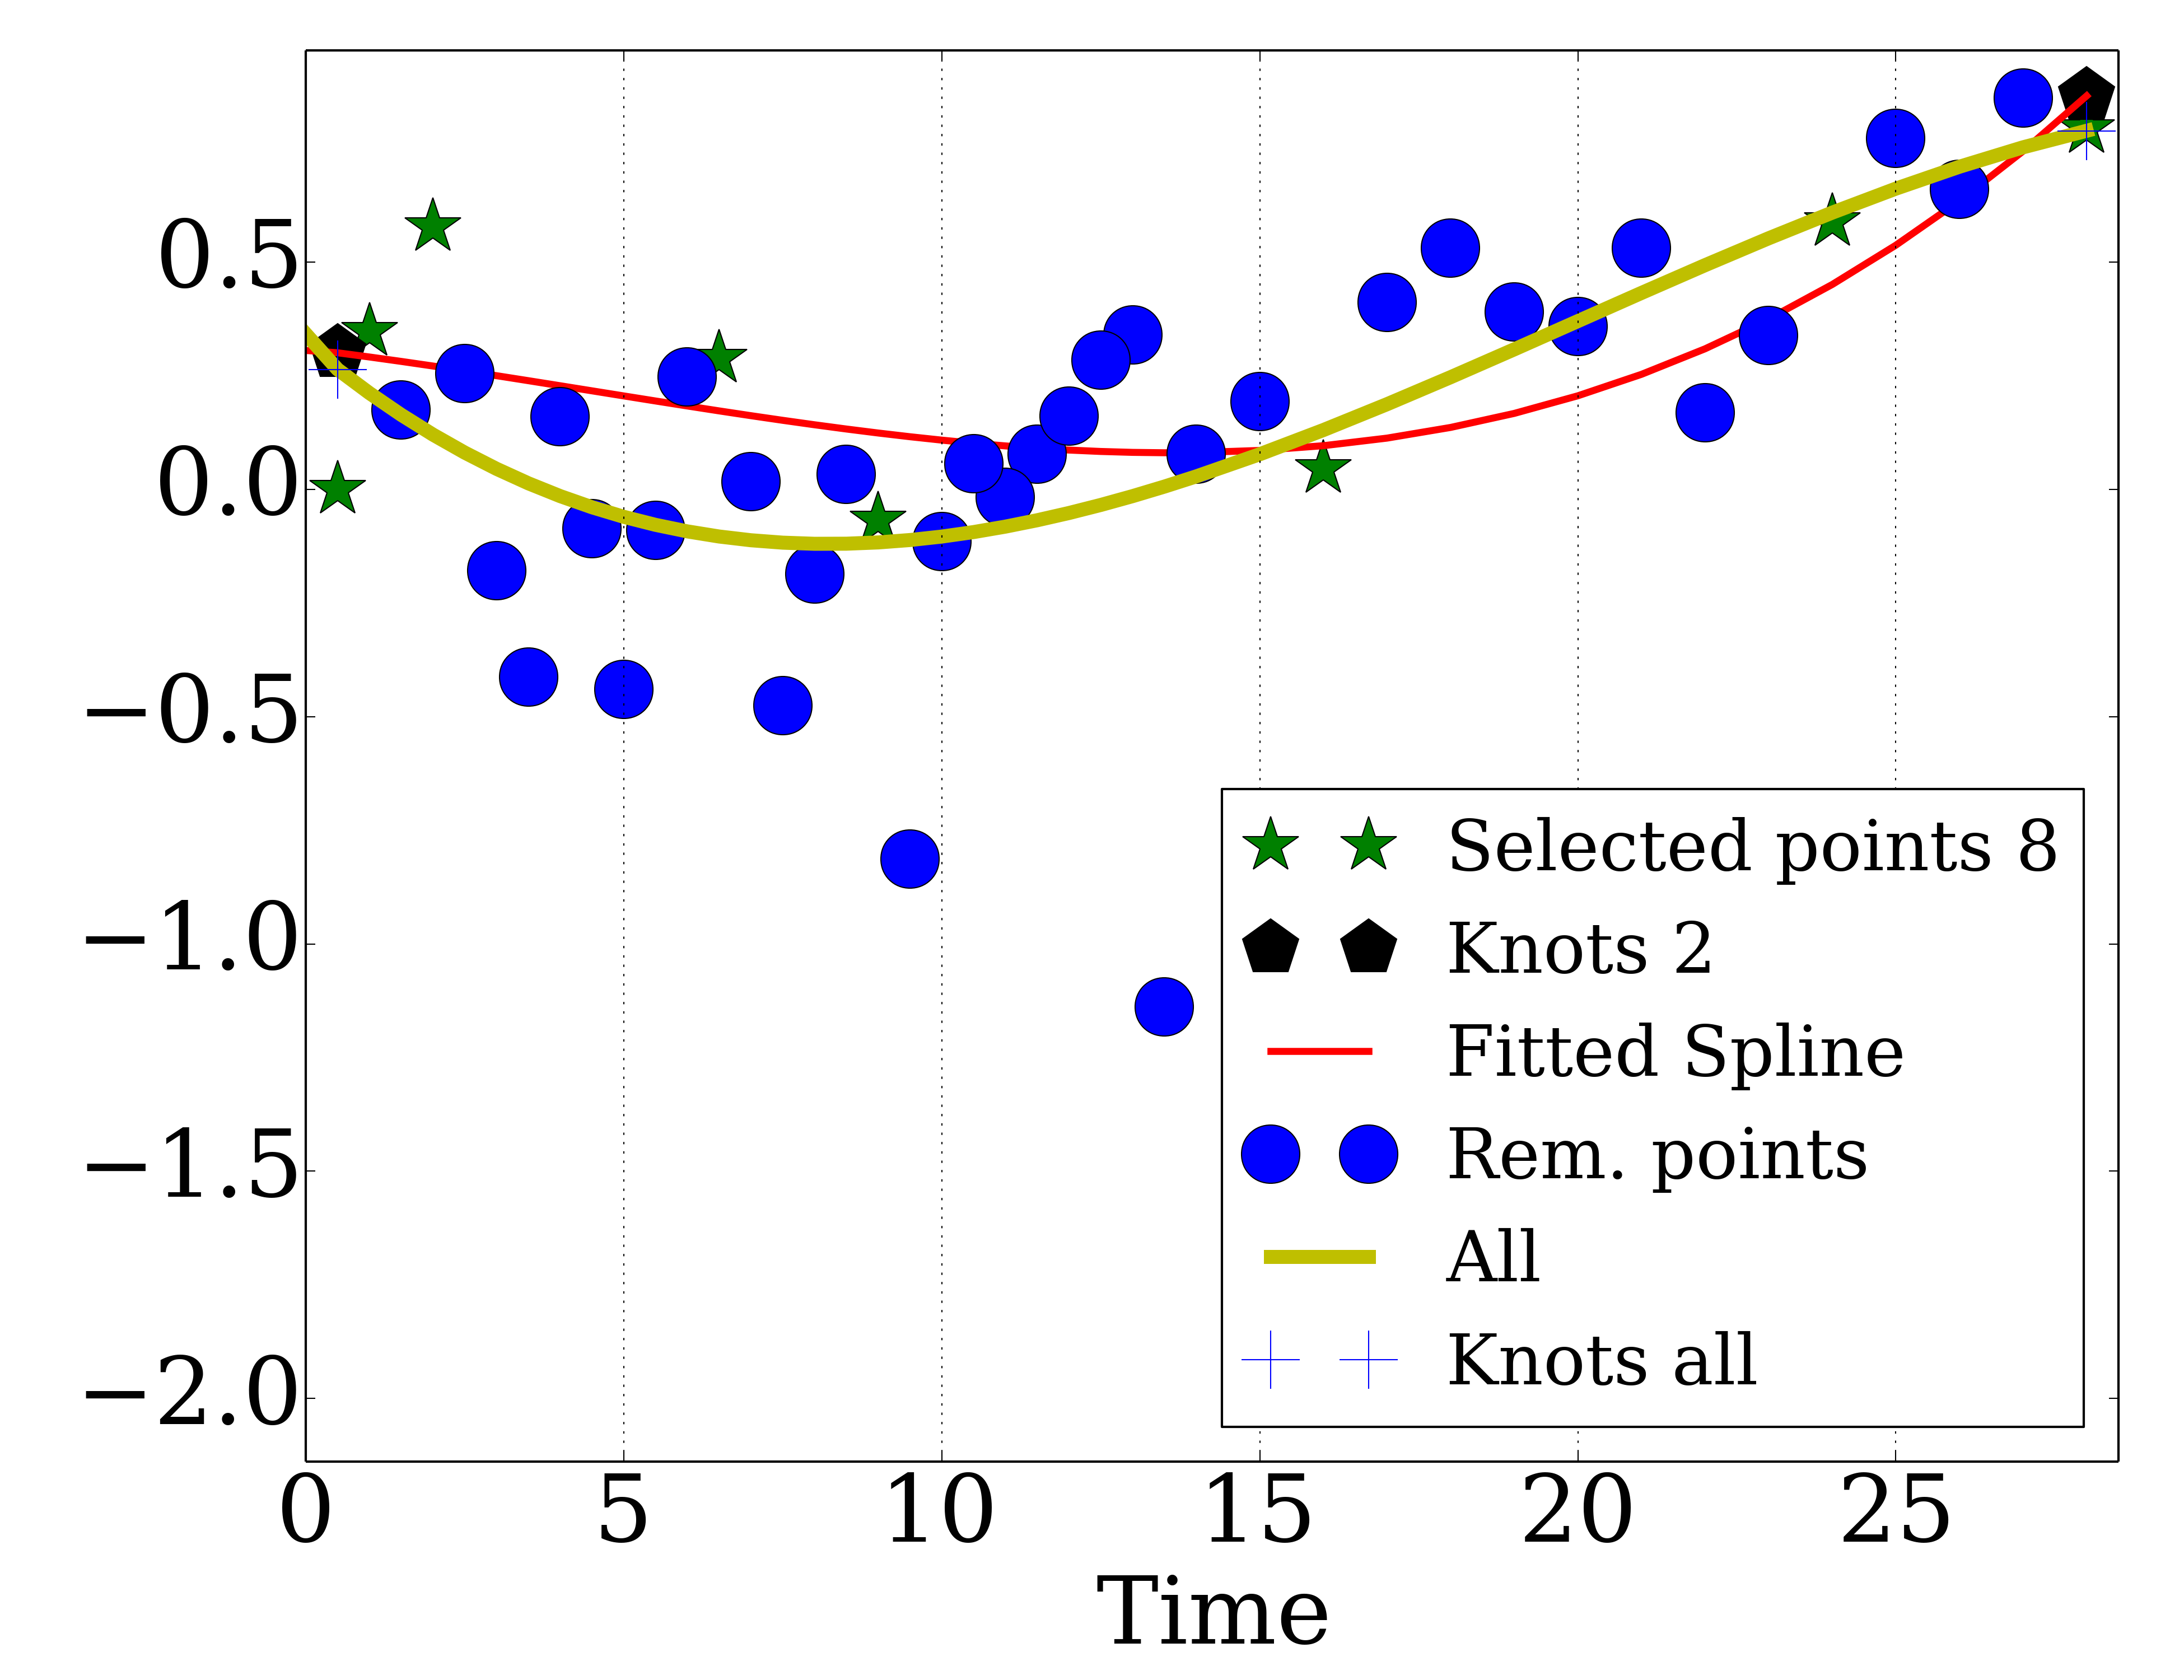 0.5
0.0
−0.5
−1.0
−1.5
−2.0
Selected points 8
Knots 2
Fitted Spline
Rem. points
All
Knots all
0 5 10 15 20 25
Time